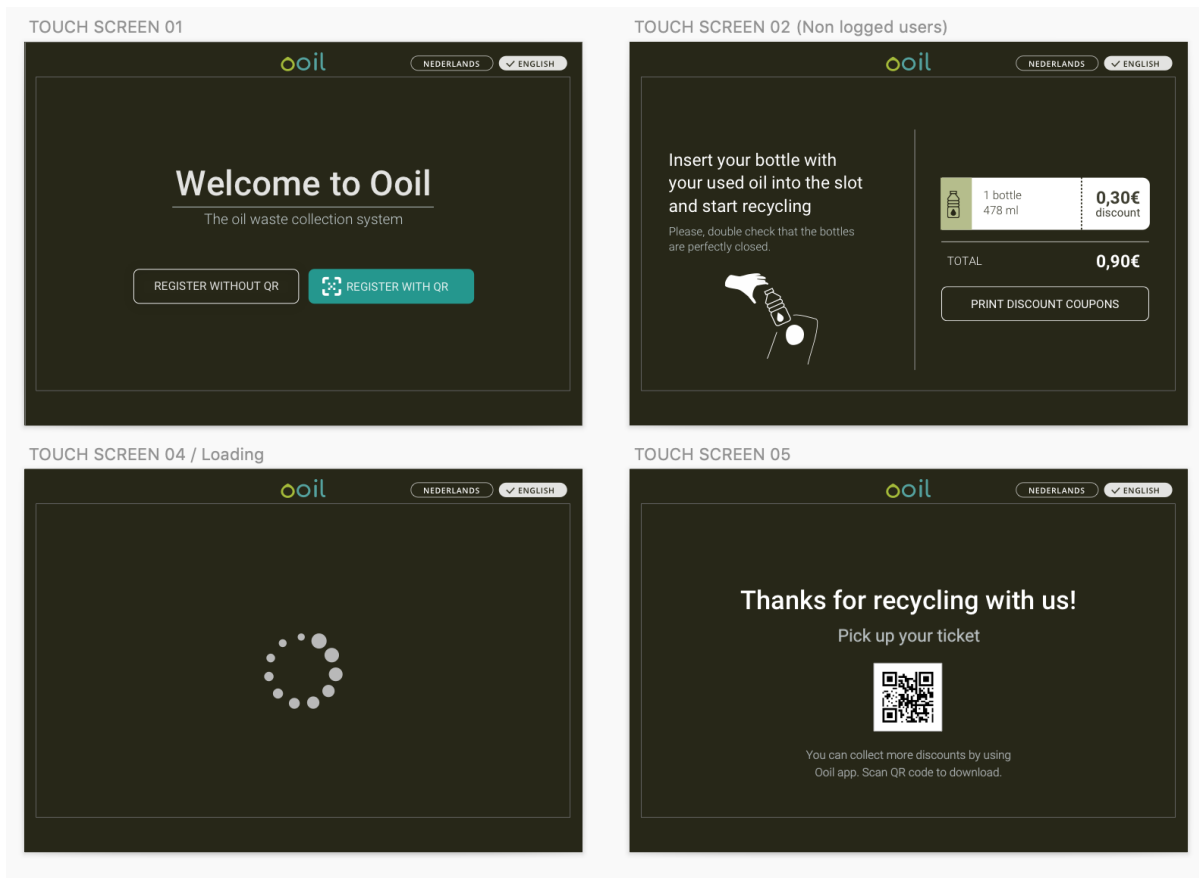 TOUCH SCREEN 01
ooil
NEDERLANDS
ENGLISH
Welcome to Ooil
The oil waste collection system
REGISTER WITHOUT QR
REGISTER WITH QR
TOUCH SCREEN 02 (Non logged users)
ooil
NEDERLANDS
ENGLISH
Insert your bottle with
your used oil into the slot
and start recycling
Please, double check that the bottles
are perfectly closed.
1 bottle
478 ml
0,30€
discount
TOTAL
0,90€
PRINT DISCOUNT COUPONS
TOUCH SCREEN 04 / Loading
ooil
NEDERLANDS
ENGLISH
TOUCH SCREEN 05
ooil
NEDERLANDS
ENGLISH
Thanks for recycling with us!
Pick up your ticket
You can collect more discounts by using
Ooil app. Scan QR code to download.